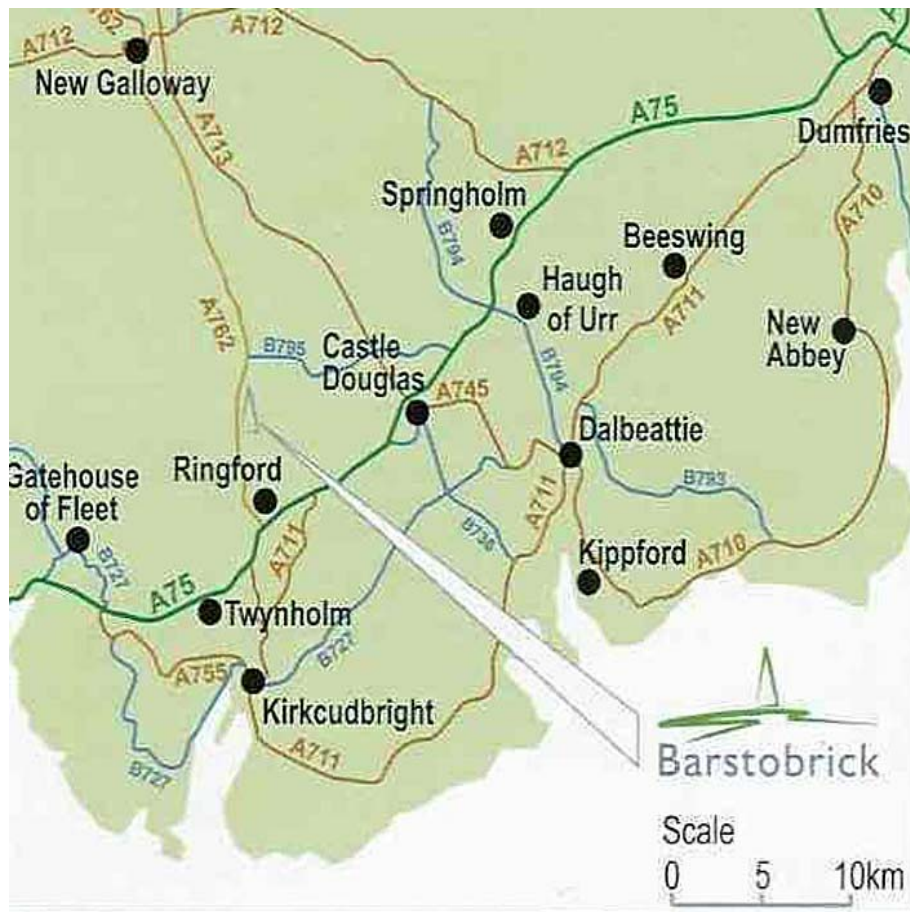 A762
A712
A712
New Galloway
A713
A75
Dumfries
A712
Springholm
A710
B794
Beeswing
Haugh
of Urr
A711
New
Abbey
A762
B795
Castle
Douglas
B794
A745
Dalbeattie
Ringford
Gatehouse
of Fleet
B793
A711
A711
B736
Kippford
A710
B727
A75
Twynholm
B727
A755
Kirkcudbright
A711
B727
Barstobrick
Scale
0 5 10km